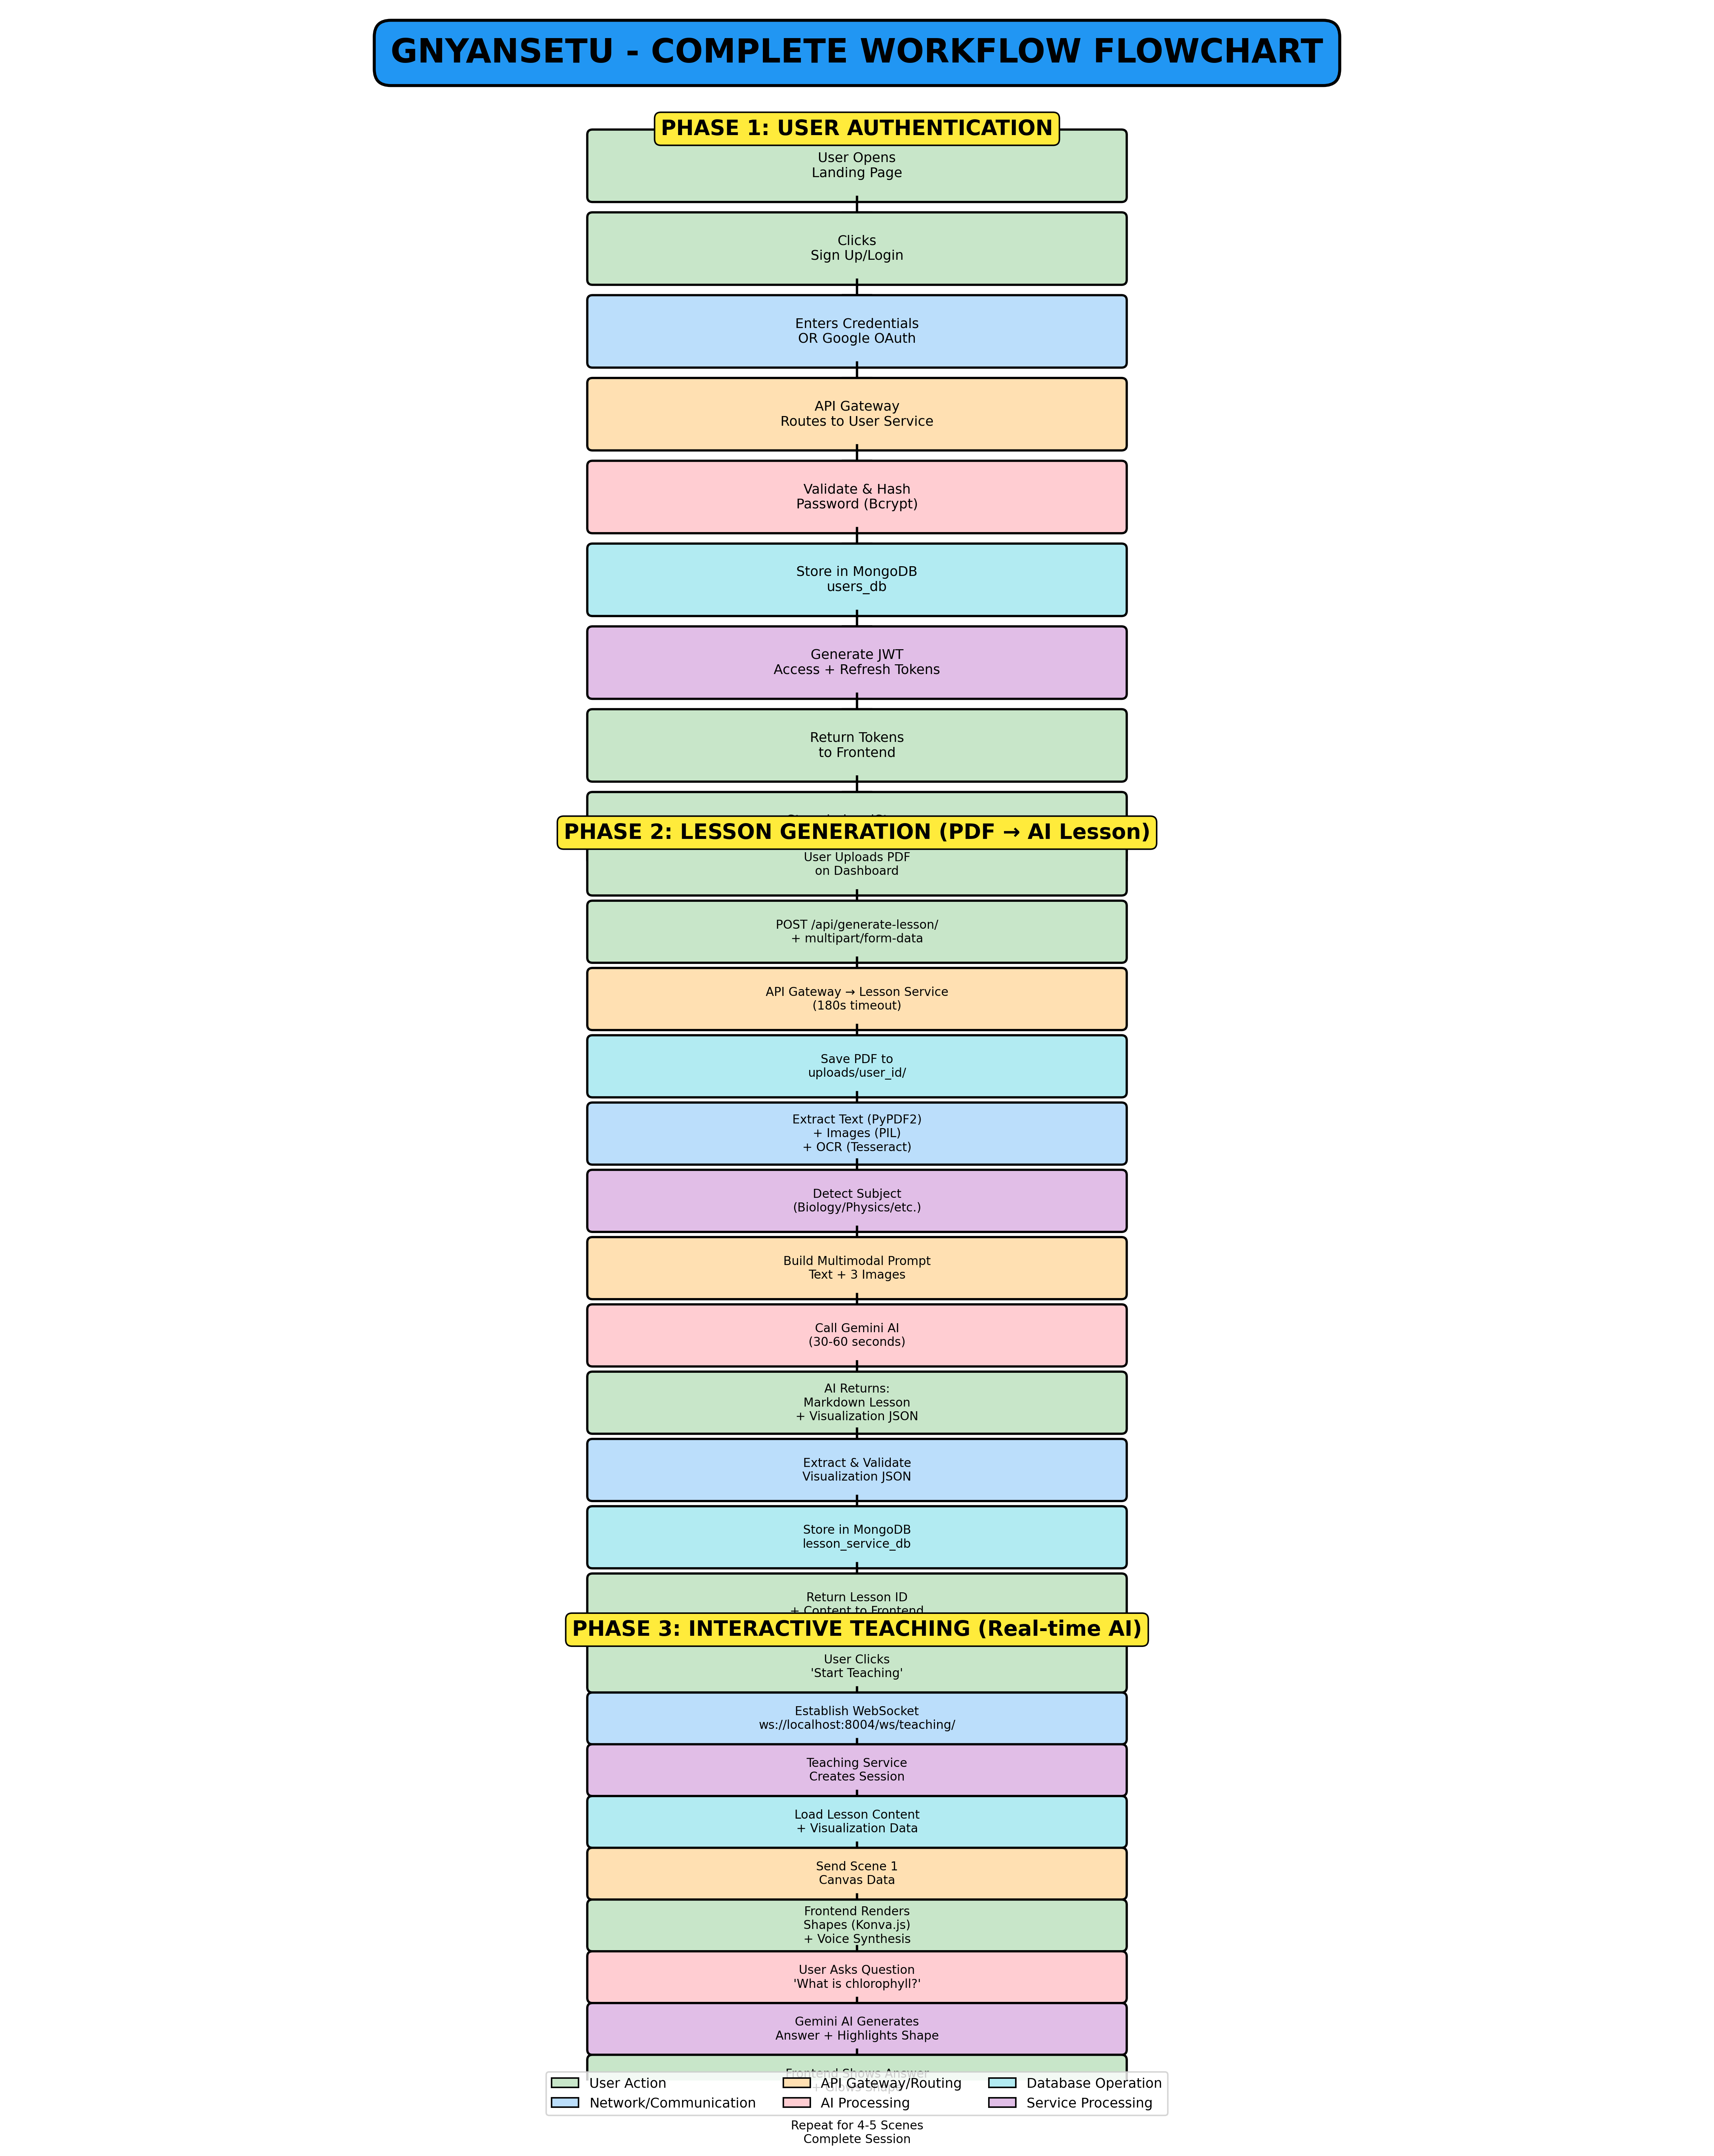 GNYANSETU - COMPLETE WORKFLOW FLOWCHART
PHASE 1: USER AUTHENTICATION
User Opens
Landing Page
Clicks
Sign Up/Login
Enters Credentials
OR Google OAuth
API Gateway
Routes to User Service
Validate & Hash
Password (Bcrypt)
Store in MongoDB
users_db
Generate JWT
Access + Refresh Tokens
Return Tokens
to Frontend
PHASE 2: LESSON GENERATION (PDF → AI Lesson)
User Uploads PDF
on Dashboard
POST /api/generate-lesson/
+ multipart/form-data
API Gateway → Lesson Service
(180s timeout)
Save PDF to
uploads/user_id/
Extract Text (PyPDF2)
+ Images (PIL)
+ OCR (Tesseract)
Detect Subject
(Biology/Physics/etc.)
Build Multimodal Prompt
Text + 3 Images
Call Gemini AI
(30-60 seconds)
AI Returns:
Markdown Lesson
+ Visualization JSON
Extract & Validate
Visualization JSON
Store in MongoDB
lesson_service_db
Return Lesson ID
+ Content to Frontend
PHASE 3: INTERACTIVE TEACHING (Real-time AI)
User Clicks
'Start Teaching'
Establish WebSocket
ws://localhost:8004/ws/teaching/
Teaching Service
Creates Session
Load Lesson Content
+ Visualization Data
Send Scene 1
Canvas Data
Frontend Renders
Shapes (Konva.js)
+ Voice Synthesis
User Asks Question
'What is chlorophyll?'
Gemini AI Generates
Answer + Highlights Shape
Frontend Shows Answer
User Action
API Gateway/Routing
Database Operation
Network/Communication
AI Processing
Service Processing
Repeat for 4-5 Scenes
Complete Session